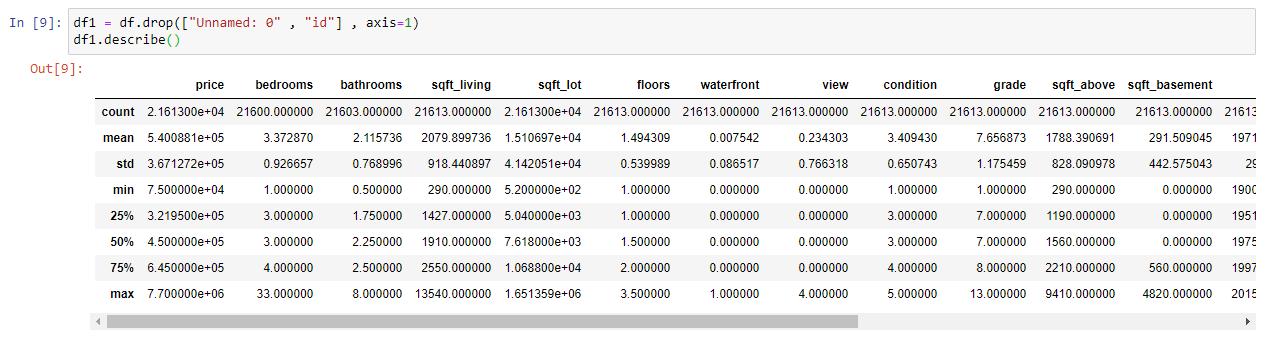 In [9]: df1 = df.drop(["Unnamed: 0" , "id"] , axis=1)
df1.describe()
Out[9]:
price bedrooms bathrooms sqft_living sqft_lot floors waterfront view condition grade sqft_above sqft_basement
count 2.161300e+04 21600.000000 21603.000000 21613.000000 2.161300e+04 21613.000000 21613.000000 21613.000000 21613.000000 21613.000000 21613.000000 21613.000000 21613
mean 5.400881e+05 3.372870 2.115736 2079.899736 1.510697e+04 1.494309 0.007542 0.234303 3.409430 7.656873 1788.390691 291.509045 1971
std 3.671272e+05 0.926657 0.768996 918.440897 4.142051e+04 0.539989 0.086517 0.766318 0.650743 1.175459 828.090978 442.575043 29
min 7.500000e+04 1.000000 0.500000 290.000000 5.200000e+02 1.000000 0.000000 0.000000 1.000000 1.000000 290.000000 0.000000 1900
25% 3.219500e+05 3.000000 1.750000 1427.000000 5.040000e+03 1.000000 0.000000 0.000000 3.000000 7.000000 1190.000000 0.000000 1951
50% 4.500000e+05 3.000000 2.250000 1910.000000 7.618000e+03 1.500000 0.000000 0.000000 3.000000 7.000000 1560.000000 0.000000 1975
75% 6.450000e+05 4.000000 2.500000 2550.000000 1.068800e+04 2.000000 0.000000 0.000000 4.000000 8.000000 2210.000000 560.000000 1997
max 7.700000e+06 33.000000 8.000000 13540.000000 1.651359e+06 3.500000 1.000000 4.000000 5.000000 13.000000 9410.000000 4820.000000 2015